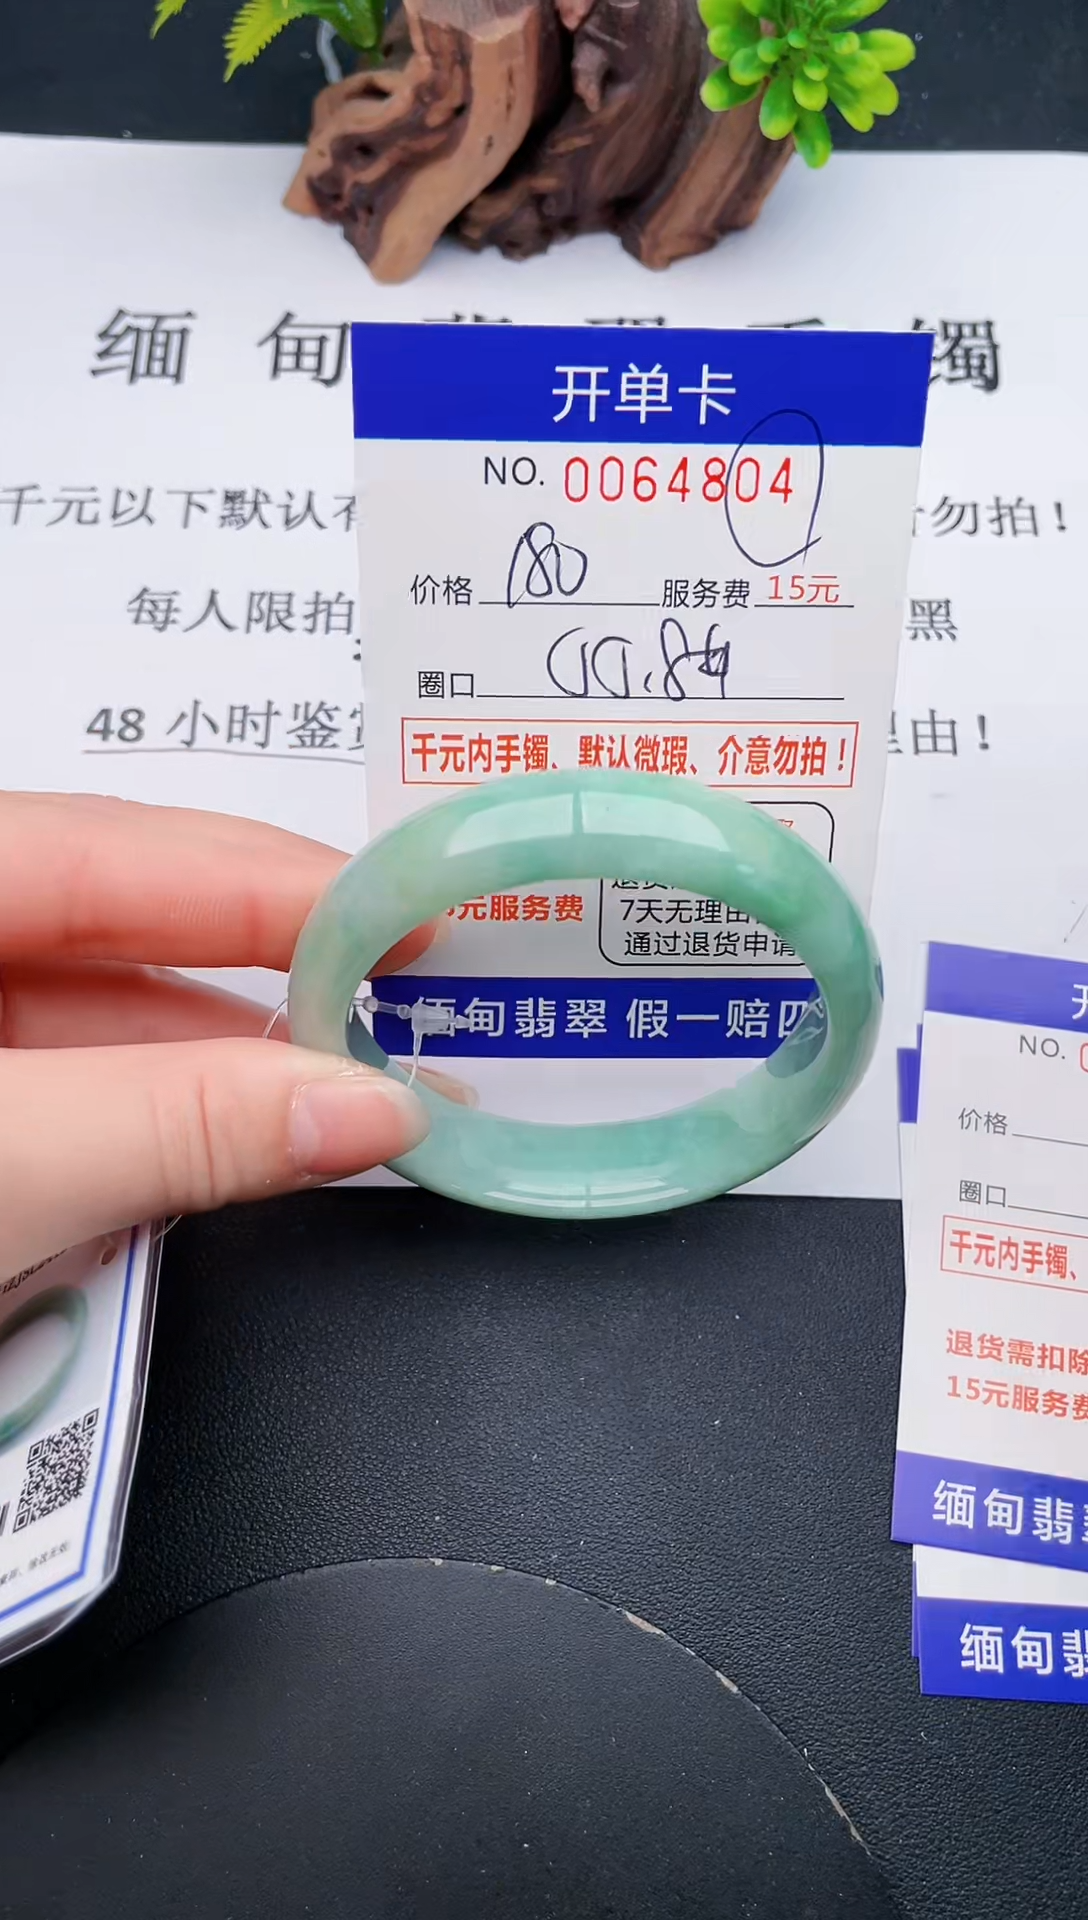 缅甸
镯
千元以下默认有
勿拍！
每人限拍
黑
48 小时鉴赏
理由！
开单卡
NO. 0064804
价格 180 服务费 15元
圈口
千元内手镯、默认微瑕、介意勿拍！
元服务费
7天无理由
通过退货申请
缅甸翡翠 假一赔四
开
NO.
价格
圈口
千元内手镯、
退货需扣除
15元服务费
缅甸翡
缅甸翡